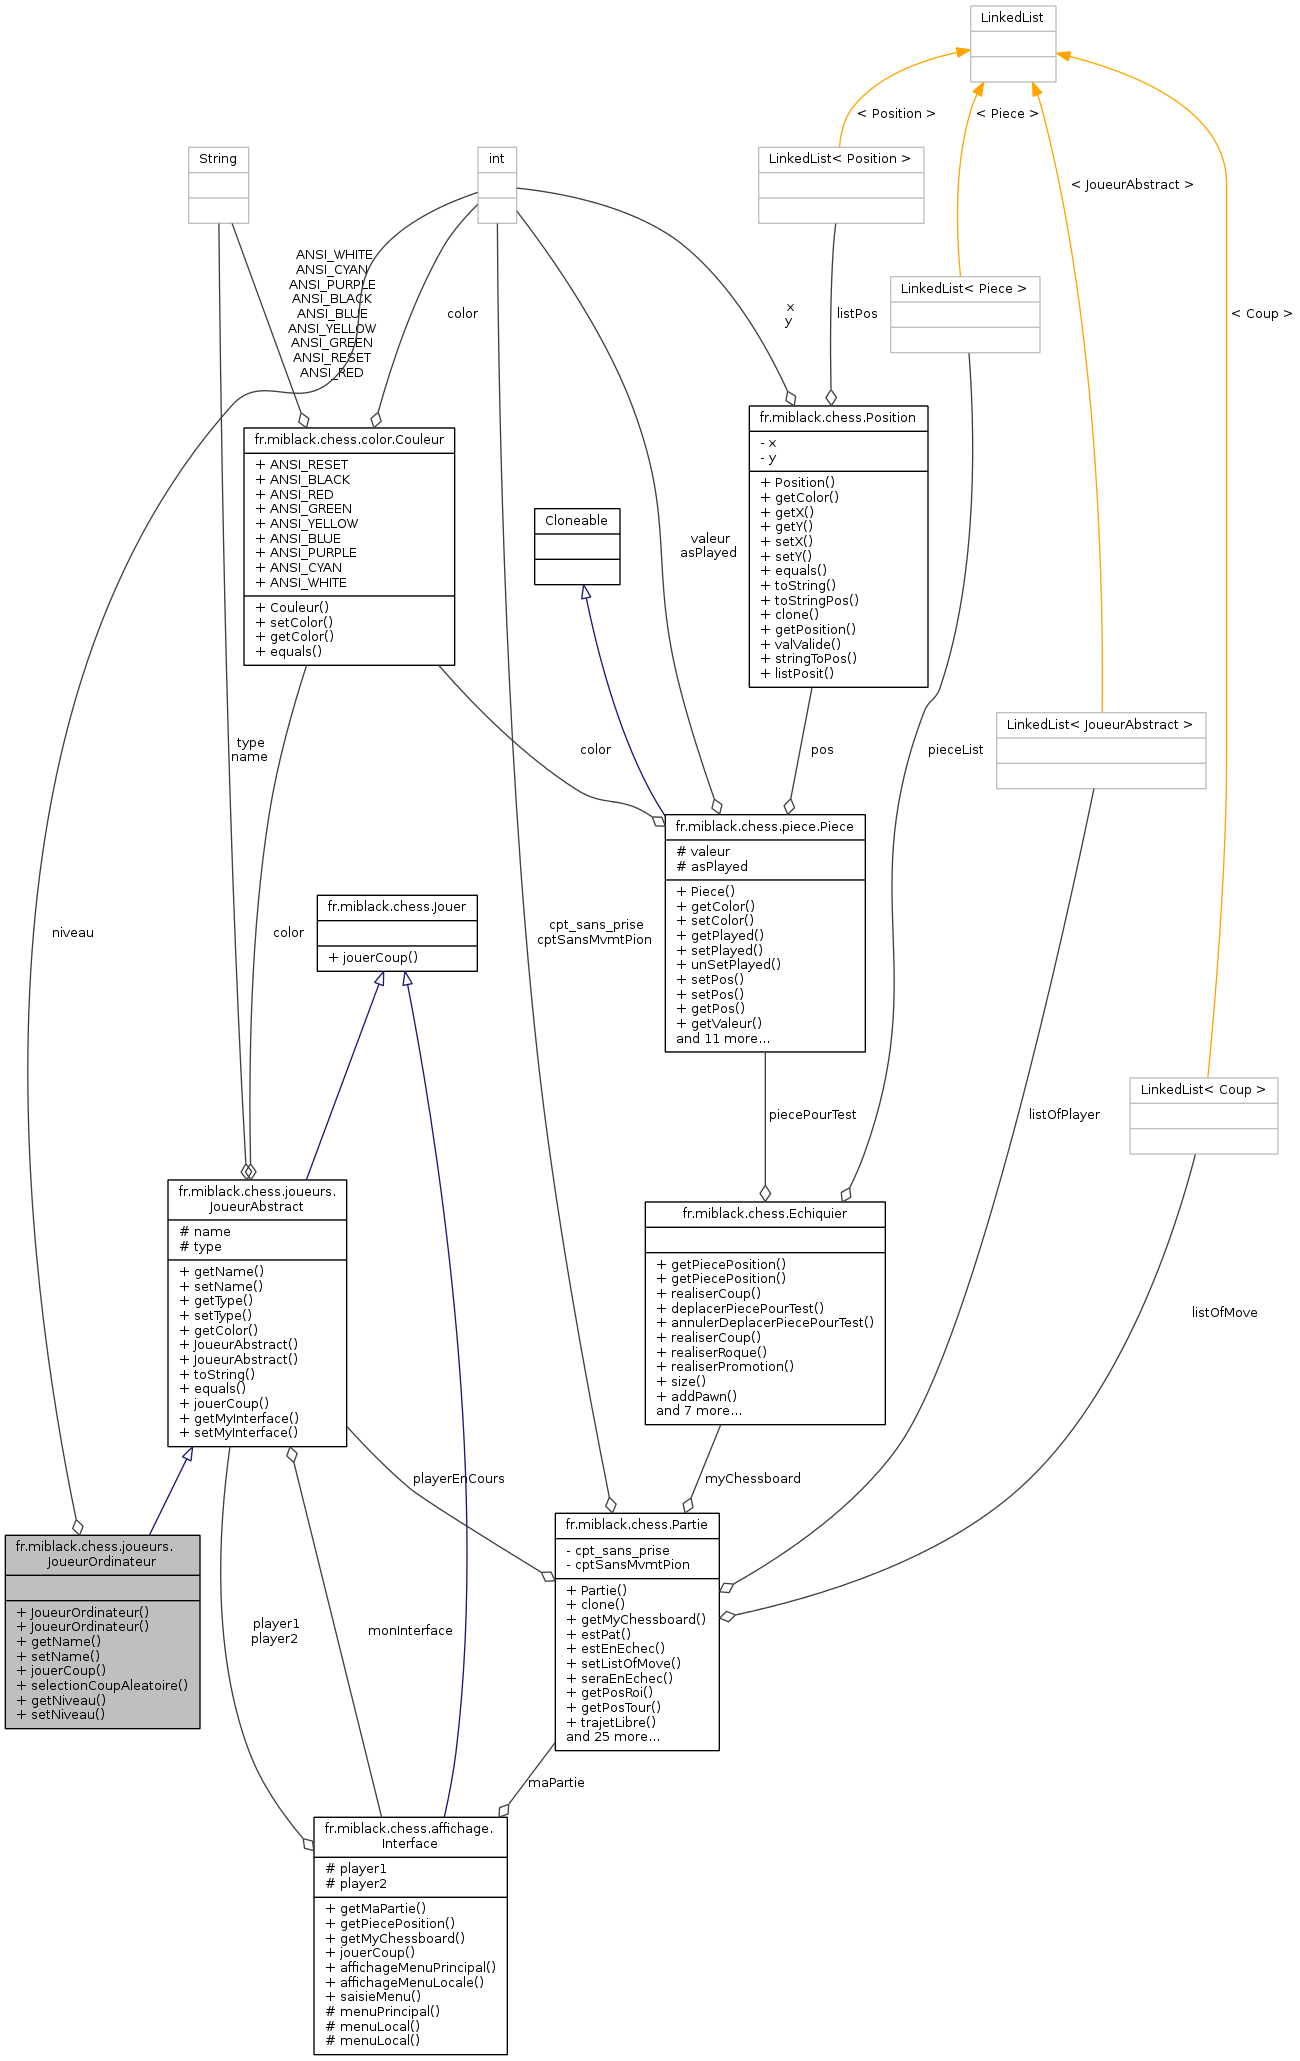 LinkedList
< Position >
< Piece >
String
int
LinkedList< Position >
< JoueurAbstract >
ANSI_WHITE
ANSI_CYAN
ANSI_PURPLE
ANSI_BLACK
ANSI_BLUE
ANSI_YELLOW
ANSI_GREEN
ANSI_RESET
ANSI_RED
color
x
y
listPos
LinkedList< Piece >
< Coup >
fr.miblack.chess.color.Couleur
+ ANSI_RESET
+ ANSI_BLACK
+ ANSI_RED
+ ANSI_GREEN
+ ANSI_YELLOW
+ ANSI_BLUE
+ ANSI_PURPLE
+ ANSI_CYAN
+ ANSI_WHITE
+ Couleur()
+ setColor()
+ getColor()
+ equals()
Cloneable
valeur
asPlayed
fr.miblack.chess.Position
- x
- y
+ Position()
+ getColor()
+ getX()
+ getY()
+ setX()
+ setY()
+ equals()
+ toString()
+ toStringPos()
+ clone()
+ getPosition()
+ valValide()
+ stringToPos()
+ listPosit()
type
name
color
pos
pieceList
LinkedList< JoueurAbstract >
fr.miblack.chess.piece.Piece
# valeur
# asPlayed
+ Piece()
+ getColor()
+ setColor()
+ getPlayed()
+ setPlayed()
+ unSetPlayed()
+ setPos()
+ setPos()
+ getPos()
+ getValeur()
and 11 more...
niveau
color
fr.miblack.chess.Jouer
+ jouerCoup()
cpt_sans_prise
cptSansMvmtPion
piecePourTest
listOfPlayer
LinkedList< Coup >
fr.miblack.chess.joueurs.
JoueurAbstract
# name
# type
+ getName()
+ setName()
+ getType()
+ setType()
+ getColor()
+ JoueurAbstract()
+ JoueurAbstract()
+ toString()
+ equals()
+ jouerCoup()
+ getMyInterface()
+ setMyInterface()
fr.miblack.chess.Echiquier
+ getPiecePosition()
+ getPiecePosition()
+ realiserCoup()
+ deplacerPiecePourTest()
+ annulerDeplacerPiecePourTest()
+ realiserCoup()
+ realiserRoque()
+ realiserPromotion()
+ size()
+ addPawn()
and 7 more...
listOfMove
playerEnCours
myChessboard
fr.miblack.chess.joueurs.
JoueurOrdinateur
+ JoueurOrdinateur()
+ JoueurOrdinateur()
+ getName()
+ setName()
+ jouerCoup()
+ selectionCoupAleatoire()
+ getNiveau()
+ setNiveau()
player1
player2
monInterface
fr.miblack.chess.Partie
- cpt_sans_prise
- cptSansMvmtPion
+ Partie()
+ clone()
+ getMyChessboard()
+ estPat()
+ estEnEchec()
+ setListOfMove()
+ seraEnEchec()
+ getPosRoi()
+ getPosTour()
+ trajetLibre()
and 25 more...
maPartie
fr.miblack.chess.affichage.
Interface
# player1
# player2
+ getMaPartie()
+ getPiecePosition()
+ getMyChessboard()
+ jouerCoup()
+ affichageMenuPrincipal()
+ affichageMenuLocale()
+ saisieMenu()
# menuPrincipal()
# menuLocal()
# menuLocal()